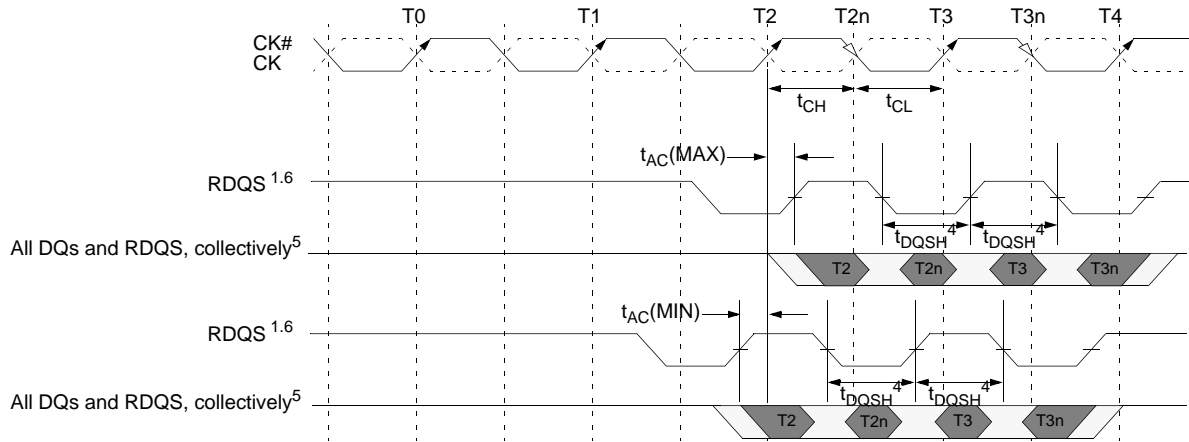 T0 T1 T2 T2n T3 T3n T4
CK#
CK
tCH tCL
tAC(MAX)
RDQS 1.6
tDQSH 4 tDQSH 4
All DQs and RDQS, collectively5
T2 T2n T3 T3n
tAC(MIN)
RDQS 1.6
tDQSH 4 tDQSH 4
All DQs and RDQS, collectively5
T2 T2n T3 T3n